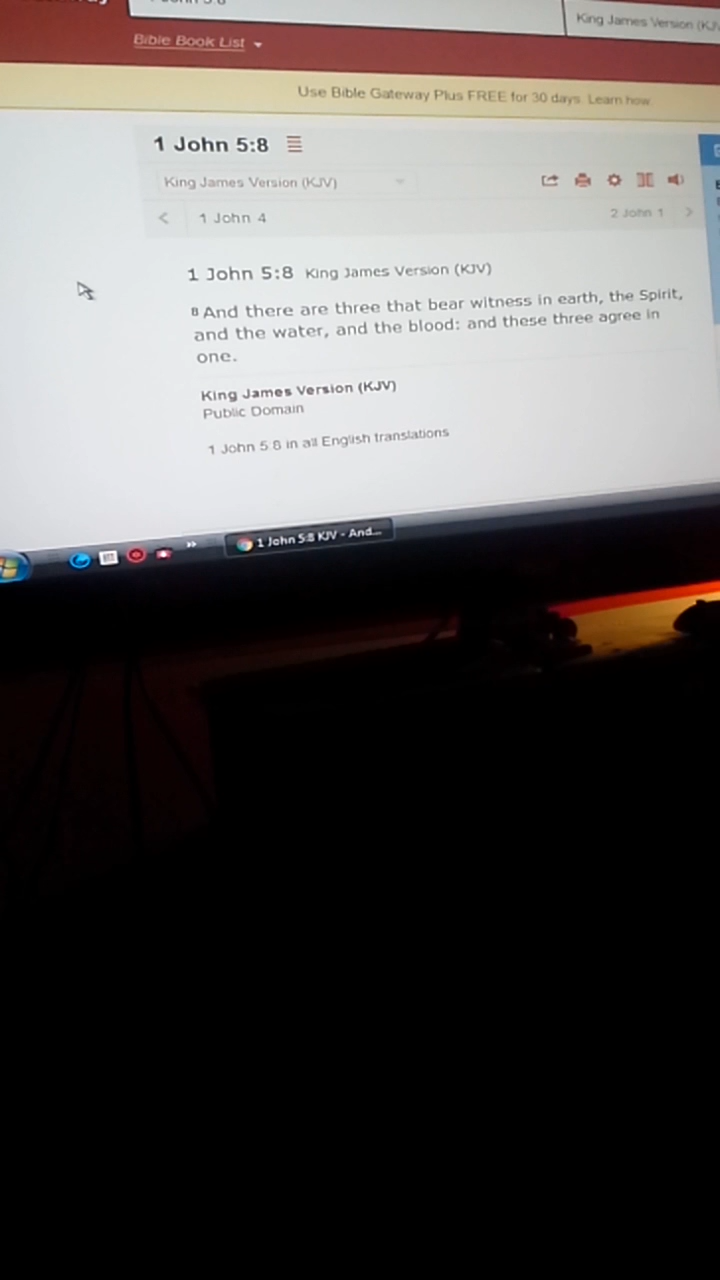 King James Version (KJV
Bible Book List
Use Bible Gateway Plus FREE for 30 days. Learn how.
1 John 5:8
King James Version (KJV)
< 1 John 4 2 John 1 >
1 John 5:8 King James Version (KJV)
8 And there are three that bear witness in earth, the Spirit,
and the water, and the blood: and these three agree in
one.
King James Version (KJV)
Public Domain
1 John 5:8 in all English translations
» 1 John 5:8 KJV - And...